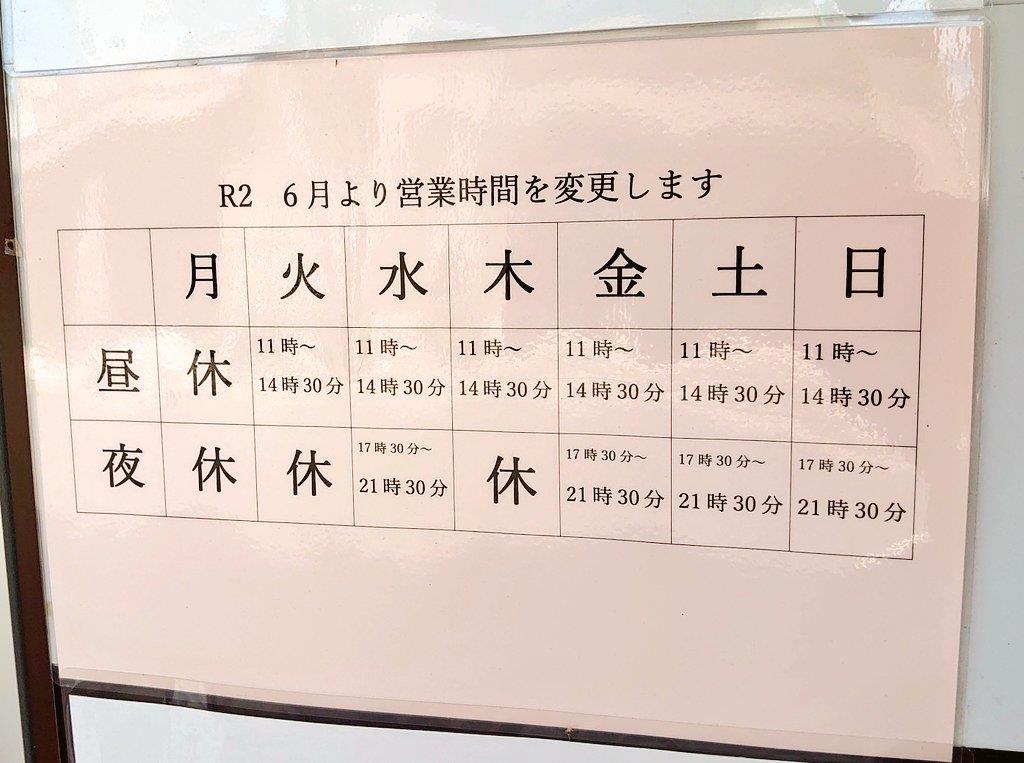 R2 6月より営業時間を変更します
月 火 水 木 金 土 日
昼 休 11時～ 11時～ 11時～ 11時～ 11時～ 11時～
14時30分 14時30分 14時30分 14時30分 14時30分 14時30分
夜 休 休 17時30分～ 休 17時30分～ 17時30分～ 17時30分～
21時30分 21時30分 21時30分 21時30分